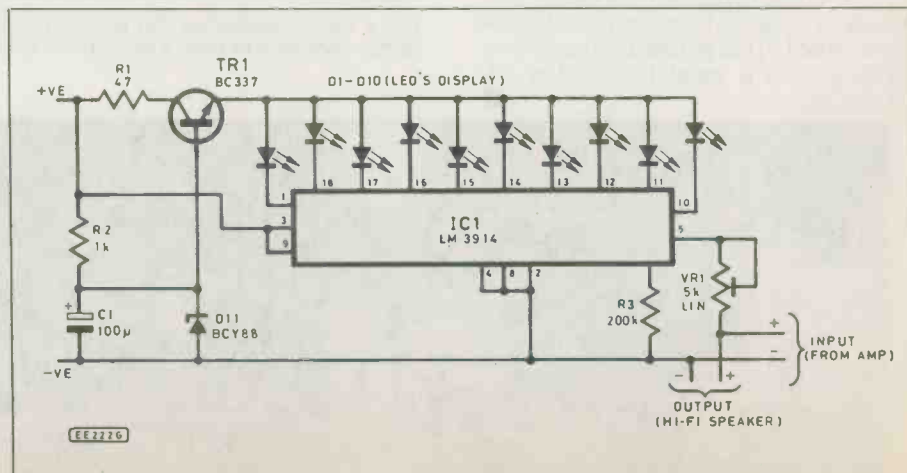 TR1
BC337
R1
47
+VE
D1-D10 (LED'S DISPLAY)
1
18
17
16
15
14
13
12
11
10
3
9
IC1
LM 3914
5
4
8
2
R2
1k
+
C1
100µ
D11
BCY88
R3
200k
VR1
5k
LIN
-VE
+
-
INPUT
(FROM AMP)
-
+
OUTPUT
(HI-FI SPEAKER)
EE222G